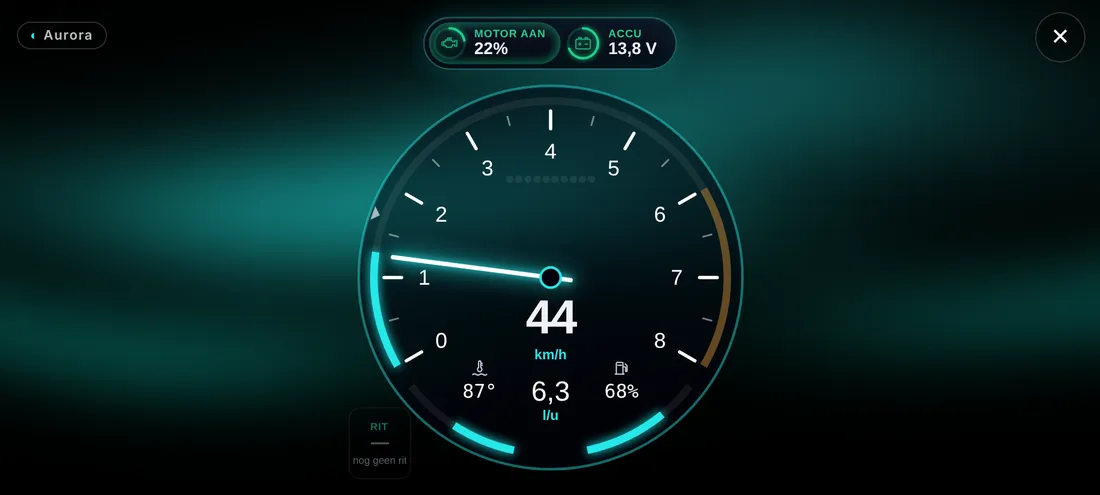 Aurora
MOTOR AAN
22%
ACCU
13,8 V
4
3
5
2
6
1
7
0
8
44
km/h
87°
6,3
68%
l/u
RIT
—
nog geen rit